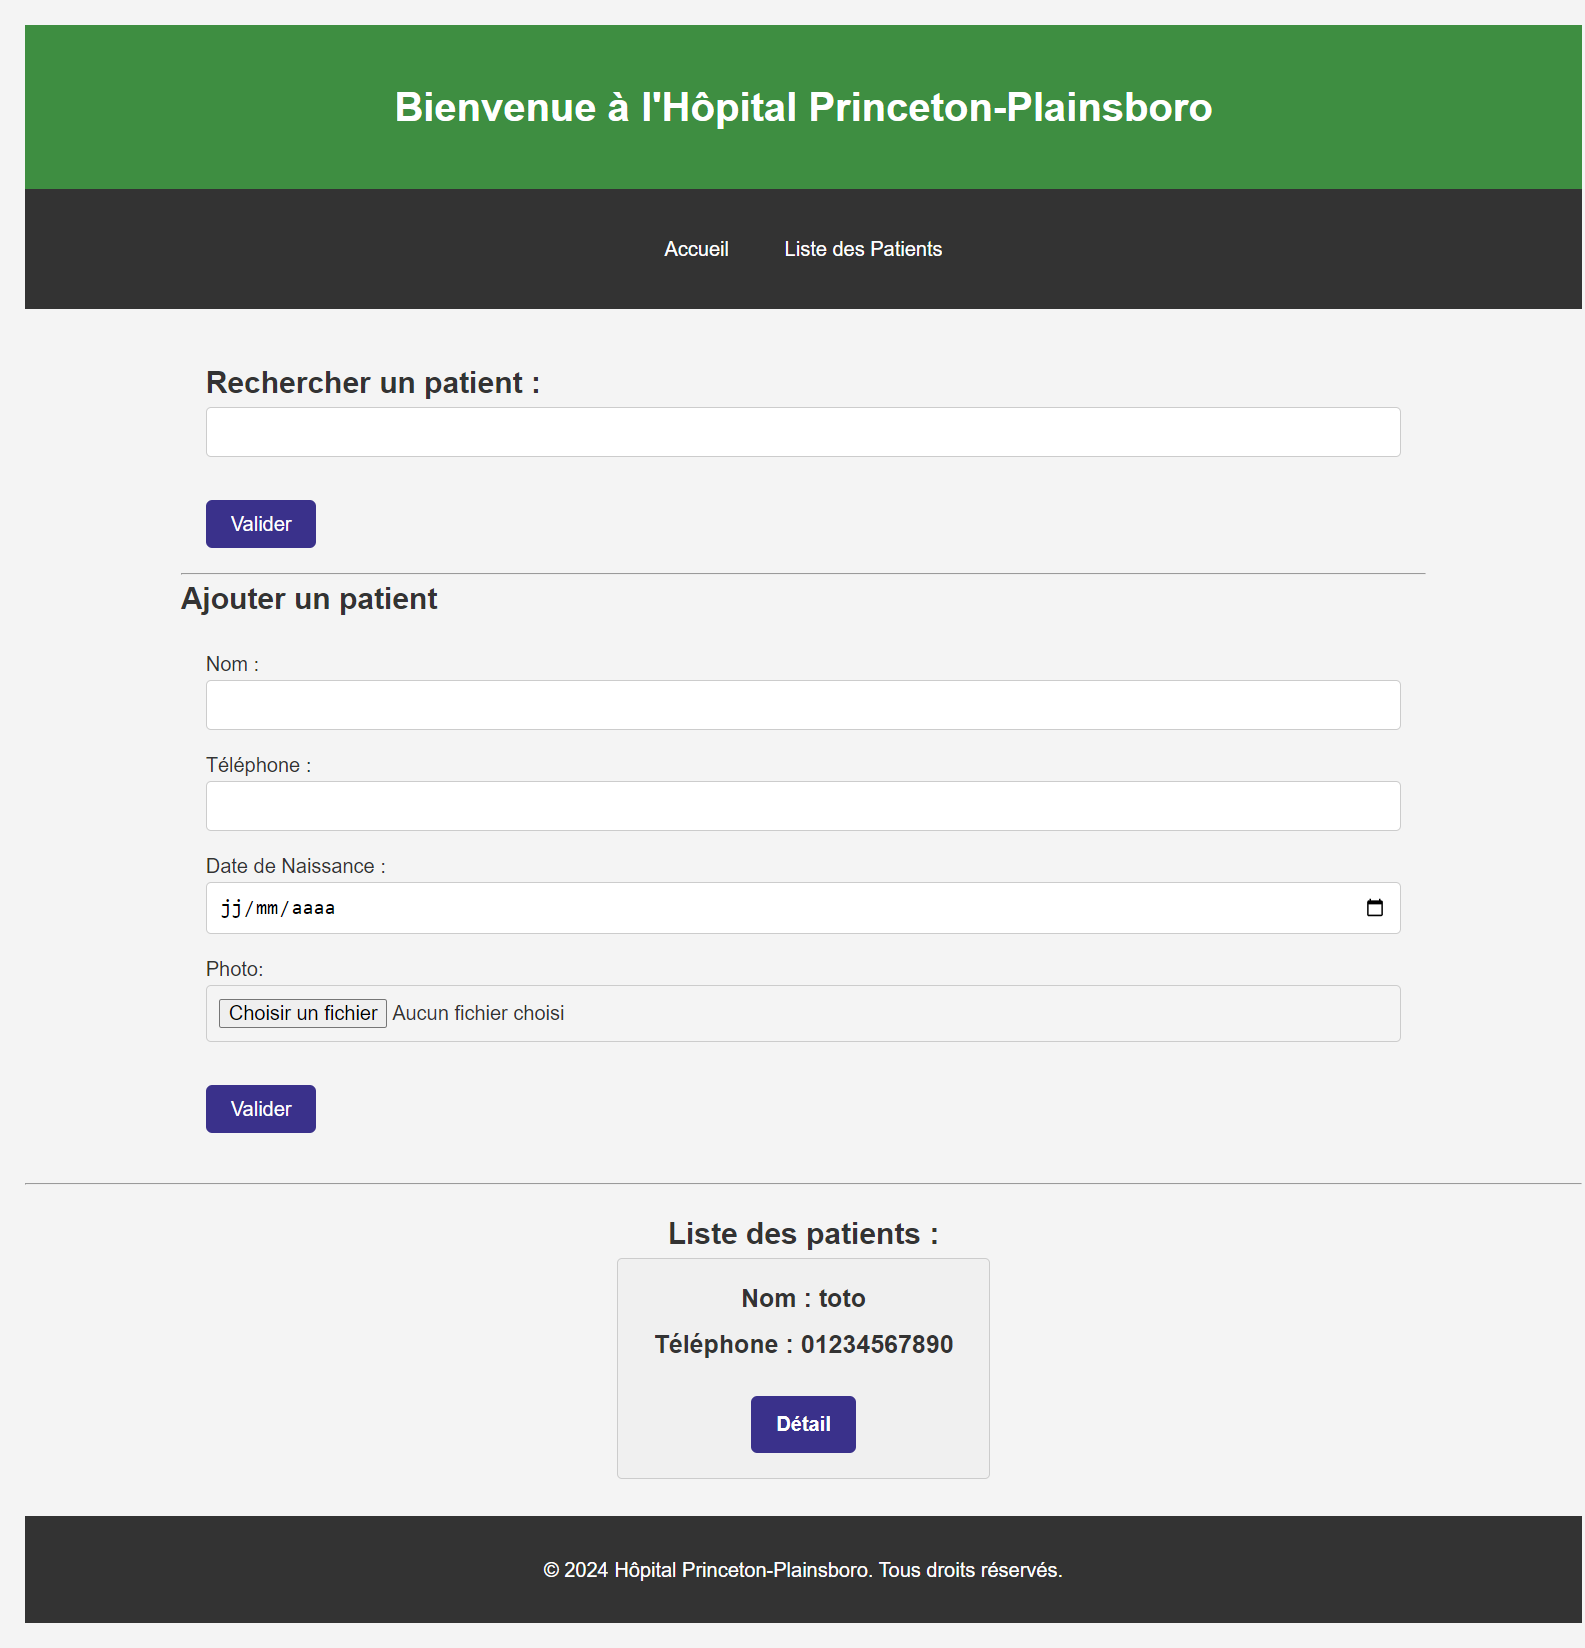 Bienvenue à l'Hôpital Princeton-Plainsboro
Accueil Liste des Patients
Rechercher un patient :
Valider
Ajouter un patient
Nom :
Téléphone :
Date de Naissance :
jj/mm/aaaa
Photo:
Choisir un fichier Aucun fichier choisi
Valider
Liste des patients :
Nom : toto
Téléphone : 01234567890
Détail
© 2024 Hôpital Princeton-Plainsboro. Tous droits réservés.